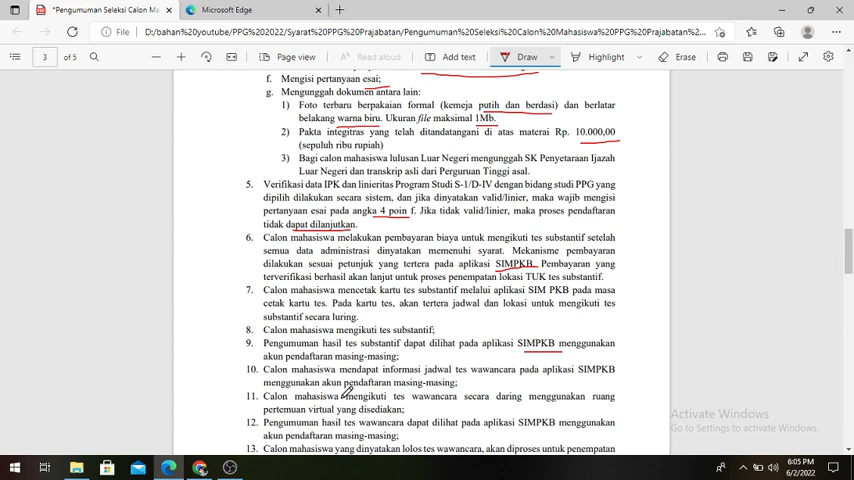 *Pengumuman Seleksi Calon Ma
Microsoft Edge
File
D:/bahan%20youtube/PPG%202022/Syarat%20PPG%20Prajabatan/Pengumuman%20Seleksi%20Calon%20Mahasiswa%20PPG%20Prajabatan%20...
3 of 5
Page view
Read aloud
Add text
Draw
Highlight
Erase
f. Mengisi pertanyaan esai;
g. Mengunggah dokumen antara lain:
1) Foto terbaru berpakaian formal (kemeja putih dan berdasi) dan berlatar
belakang warna biru. Ukuran file maksimal 1Mb.
2) Pakta integitras yang telah ditandatangani di atas materai Rp. 10.000,00
(sepuluh ribu rupiah)
3) Bagi calon mahasiswa lulusan Luar Negeri mengunggah SK Penyetaraan Ijazah
Luar Negeri dan transkrip asli dari Perguruan Tinggi asal.
5. Verifikasi data IPK dan linieritas Program Studi S-1/D-IV dengan bidang studi PPG yang
dipilih dilakukan secara sistem, dan jika dinyatakan valid/linier, maka wajib mengisi
pertanyaan esai pada angka 4 poin f. Jika tidak valid/linier, maka proses pendaftaran
tidak dapat dilanjutkan.
6. Calon mahasiswa melakukan pembayaran biaya untuk mengikuti tes substantif setelah
semua data administrasi dinyatakan memenuhi syarat. Mekanisme pembayaran
dilakukan sesuai petunjuk yang tertera pada aplikasi SIMPKB. Pembayaran yang
terverifikasi berhasil akan lanjut untuk proses penempatan lokasi TUK tes substantif.
7. Calon mahasiswa mencetak kartu tes substantif melalui aplikasi SIM PKB pada masa
cetak kartu tes. Pada kartu tes, akan tertera jadwal dan lokasi untuk mengikuti tes
substantif secara luring.
8. Calon mahasiswa mengikuti tes substantif;
9. Pengumuman hasil tes substantif dapat dilihat pada aplikasi SIMPKB menggunakan
akun pendaftaran masing-masing;
10. Calon mahasiswa mendapat informasi jadwal tes wawancara pada aplikasi SIMPKB
menggunakan akun pendaftaran masing-masing;
11. Calon mahasiswa mengikuti tes wawancara secara daring menggunakan ruang
pertemuan virtual yang disediakan;
12. Pengumuman hasil tes wawancara dapat dilihat pada aplikasi SIMPKB menggunakan
akun pendaftaran masing-masing;
13. Calon mahasiswa yang dinyatakan lolos tes wawancara, akan diproses untuk penempatan
Activate Windows
Go to Settings to activate Windows.
6:05 PM
6/2/2022